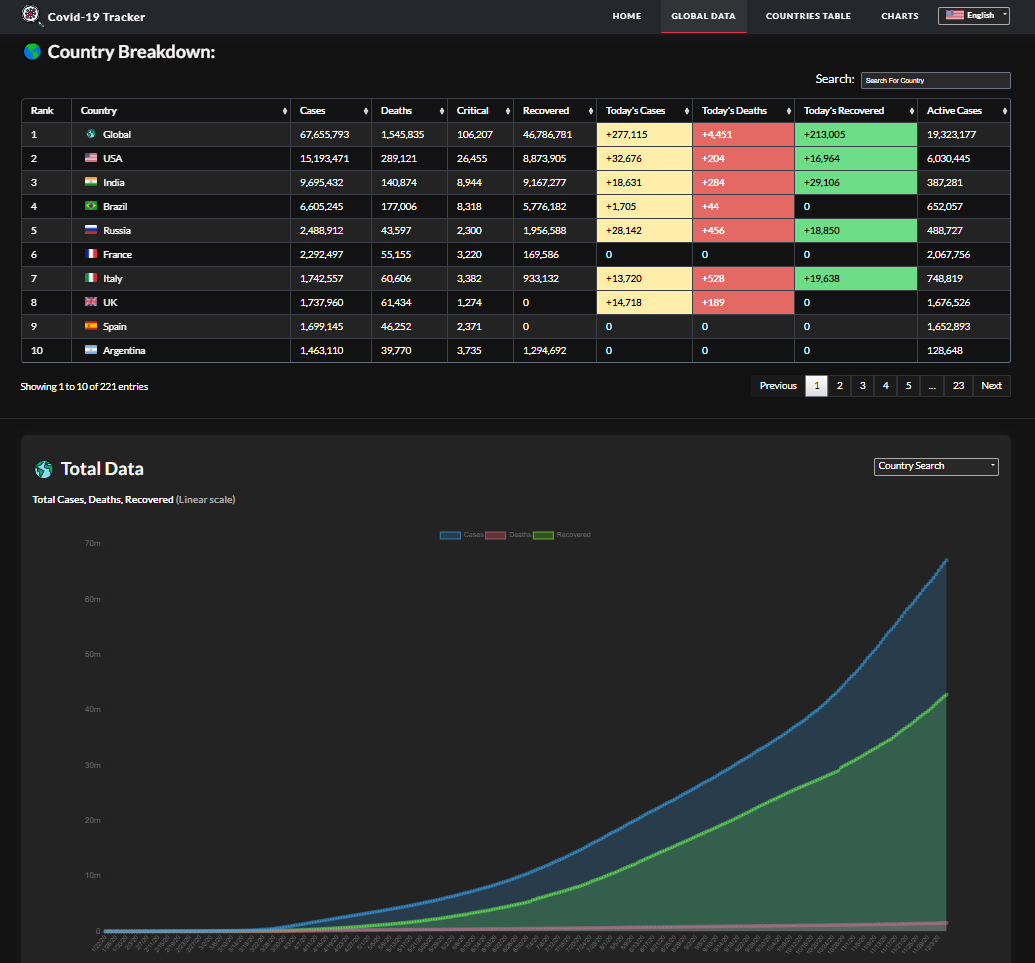 Covid-19 Tracker HOME GLOBAL DATA COUNTRIES TABLE CHARTS English
Country Breakdown:
Search: Search For Country
Rank Country Cases Deaths Critical Recovered Today's Cases Today's Deaths Today's Recovered Active Cases
1 Global 67,655,793 1,545,835 106,207 46,786,781 +277,115 +4,451 +213,005 19,323,177
2 USA 15,193,471 289,121 26,455 8,873,905 +32,676 +204 +16,964 6,030,445
3 India 9,695,432 140,874 8,944 9,167,277 +18,631 +284 +29,106 387,281
4 Brazil 6,605,245 177,006 8,318 5,776,182 +1,705 +44 0 652,057
5 Russia 2,488,912 43,597 2,300 1,956,588 +28,142 +456 +18,850 488,727
6 France 2,292,497 55,155 3,220 169,586 0 0 0 2,067,756
7 Italy 1,742,557 60,606 3,382 933,132 +13,720 +528 +19,638 748,819
8 UK 1,737,960 61,434 1,274 0 +14,718 +189 0 1,676,526
9 Spain 1,699,145 46,252 2,371 0 0 0 0 1,652,893
10 Argentina 1,463,110 39,770 3,735 1,294,692 0 0 0 128,648
Showing 1 to 10 of 221 entries Previous 1 2 3 4 5 ... 23 Next
Total Data Country Search
Total Cases, Deaths, Recovered (Linear scale)
Cases Deaths Recovered
70m
60m
50m
40m
30m
20m
10m
0